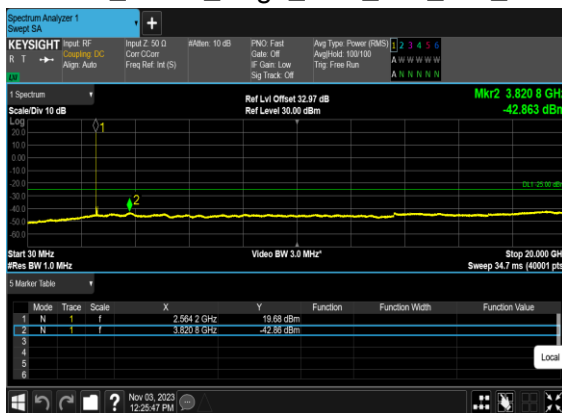 Spectrum Analyzer 1
Swept SA
KEYSIGHT Input: RF Input Z: 50 Ω #Atten: 10 dB PNO: Fast Avg Type: Power (RMS) 1 2 3 4 5 6
R T Coupling: DC Corr CCorr Gate: Off Avg|Hold: 100/100 A W W W W W
Align: Auto Freq Ref: Int (S) IF Gain: Low Trig: Free Run
LU Sig Track: Off A N N N N N
1 Spectrum Ref Lvl Offset 32.97 dB Mkr2 3.820 8 GHz
Scale/Div 10 dB Ref Level 30.00 dBm -42.863 dBm
Log
20.0
10.0
0.00
-10.0
-20.0
-30.0
-40.0
-50.0
-60.0
1
2
DL1 -25.00 dBm
Start 30 MHz Video BW 3.0 MHz* Stop 20.000 GHz
#Res BW 1.0 MHz Sweep 34.7 ms (40001 pts)
5 Marker Table
Mode Trace Scale X Y Function Function Width Function Value
1 N 1 f 2.564 2 GHz 19.68 dBm
2 N 1 f 3.820 8 GHz -42.86 dBm
3
4
5
6
Local
? Nov 03, 2023
12:25:47 PM